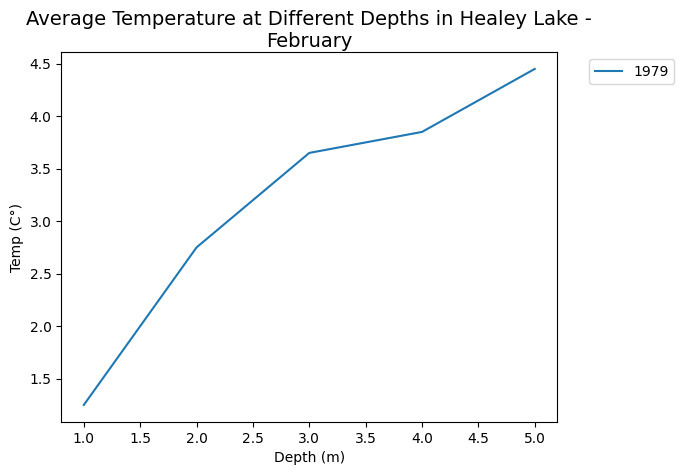 Average Temperature at Different Depths in Healey Lake -
February
1979
4.5
4.0
3.5
3.0
2.5
2.0
1.5
Temp (C°)
1.0 1.5 2.0 2.5 3.0 3.5 4.0 4.5 5.0
Depth (m)